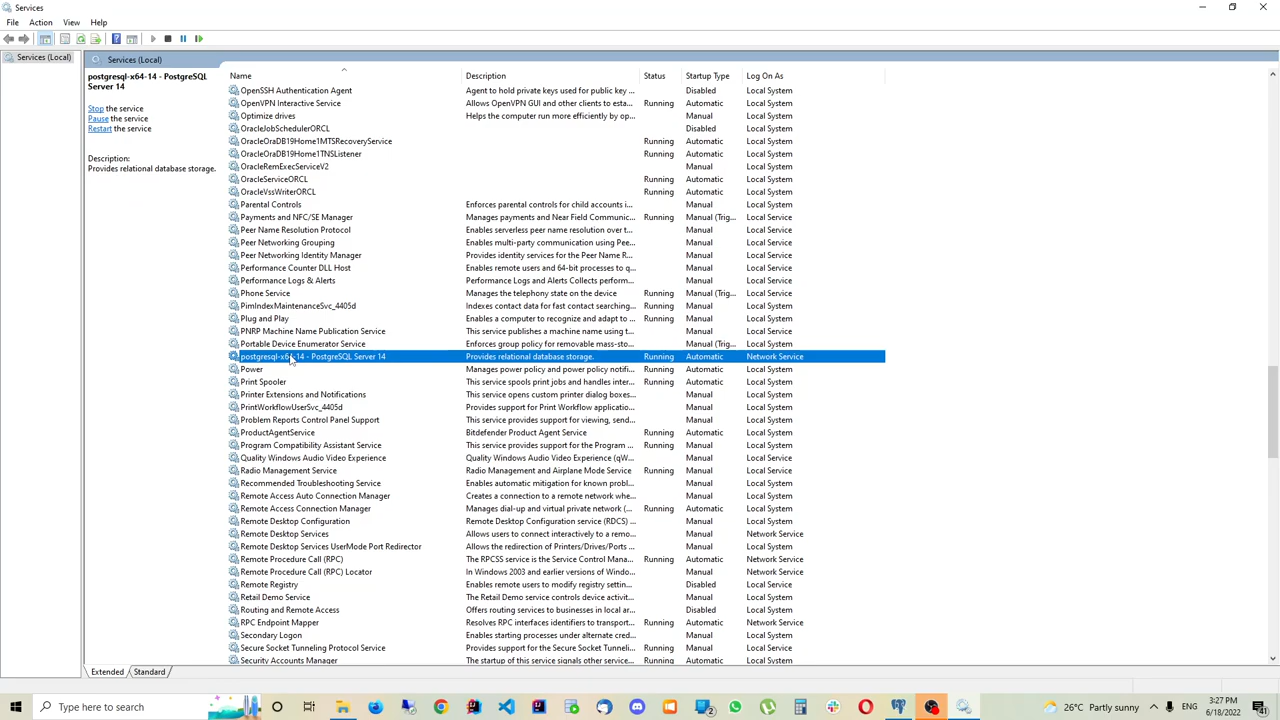 Services
File Action View Help
Services (Local)
Services (Local)
postgresql-x64-14 - PostgreSQL
Server 14
Stop the service
Pause the service
Restart the service
Description:
Provides relational database storage.
Name Description Status Startup Type Log On As
OpenSSH Authentication Agent Agent to hold private keys used for public key ... Disabled Local System
OpenVPN Interactive Service Allows OpenVPN GUI and other clients to esta... Running Automatic Local System
Optimize drives Helps the computer run more efficiently by op... Manual Local System
OracleJobSchedulerORCL Disabled Local System
OracleOraDB19Home1MTSRecoveryService Running Automatic Local System
OracleOraDB19Home1TNSListener Running Automatic Local System
OracleRemExecServiceV2 Manual Local System
OracleServiceORCL Running Automatic Local System
OracleVssWriterORCL Running Automatic Local System
Parental Controls Enforces parental controls for child accounts i... Manual Local System
Payments and NFC/SE Manager Manages payments and Near Field Communic... Running Manual (Trig... Local Service
Peer Name Resolution Protocol Enables serverless peer name resolution over t... Manual Local Service
Peer Networking Grouping Enables multi-party communication using Pee... Manual Local Service
Peer Networking Identity Manager Provides identity services for the Peer Name R... Manual Local Service
Performance Counter DLL Host Enables remote users and 64-bit processes to q... Manual Local Service
Performance Logs & Alerts Performance Logs and Alerts Collects perform... Manual Local Service
Phone Service Manages the telephony state on the device Running Manual (Trig... Local Service
PimIndexMaintenanceSvc_4405d Indexes contact data for fast contact searching... Running Manual Local System
Plug and Play Enables a computer to recognize and adapt to ... Running Manual Local System
PNRP Machine Name Publication Service This service publishes a machine name using t... Manual Local Service
Portable Device Enumerator Service Enforces group policy for removable mass-sto... Manual (Trig... Local System
postgresql-x64-14 - PostgreSQL Server 14 Provides relational database storage. Running Automatic Network Service
Power Manages power policy and power policy notifi... Running Automatic Local System
Print Spooler This service spools print jobs and handles inter... Running Automatic Local System
Printer Extensions and Notifications This service opens custom printer dialog boxes... Manual Local System
PrintWorkflowUserSvc_4405d Provides support for Print Workflow applicatio... Manual Local System
Problem Reports Control Panel Support This service provides support for viewing, send... Manual Local System
ProductAgentService Bitdefender Product Agent Service Running Automatic Local System
Program Compatibility Assistant Service This service provides support for the Program ... Running Manual Local System
Quality Windows Audio Video Experience Quality Windows Audio Video Experience (qW... Manual Local Service
Radio Management Service Radio Management and Airplane Mode Service Running Manual Local Service
Recommended Troubleshooting Service Enables automatic mitigation for known probl... Manual Local System
Remote Access Auto Connection Manager Creates a connection to a remote network whe... Manual Local System
Remote Access Connection Manager Manages dial-up and virtual private network (... Running Automatic Local System
Remote Desktop Configuration Remote Desktop Configuration service (RDCS) ... Manual Local System
Remote Desktop Services Allows users to connect interactively to a remo... Manual Network Service
Remote Desktop Services UserMode Port Redirector Allows the redirection of Printers/Drives/Ports ... Manual Local System
Remote Procedure Call (RPC) The RPCSS service is the Service Control Mana... Running Automatic Network Service
Remote Procedure Call (RPC) Locator In Windows 2003 and earlier versions of Windo... Manual Network Service
Remote Registry Enables remote users to modify registry settin... Disabled Local Service
Retail Demo Service The Retail Demo service controls device activit... Manual Local System
Routing and Remote Access Offers routing services to businesses in local ar... Disabled Local System
RPC Endpoint Mapper Resolves RPC interfaces identifiers to transport... Running Automatic Network Service
Secondary Logon Enables starting processes under alternate cred... Manual Local System
Secure Socket Tunneling Protocol Service Provides support for the Secure Socket Tunneli... Running Manual Local Service
Security Accounts Manager The startup of this service signals other service... Running Automatic Local System
Extended Standard
Type here to search
26°C Partly sunny
ENG
3:27 PM
6/18/2022